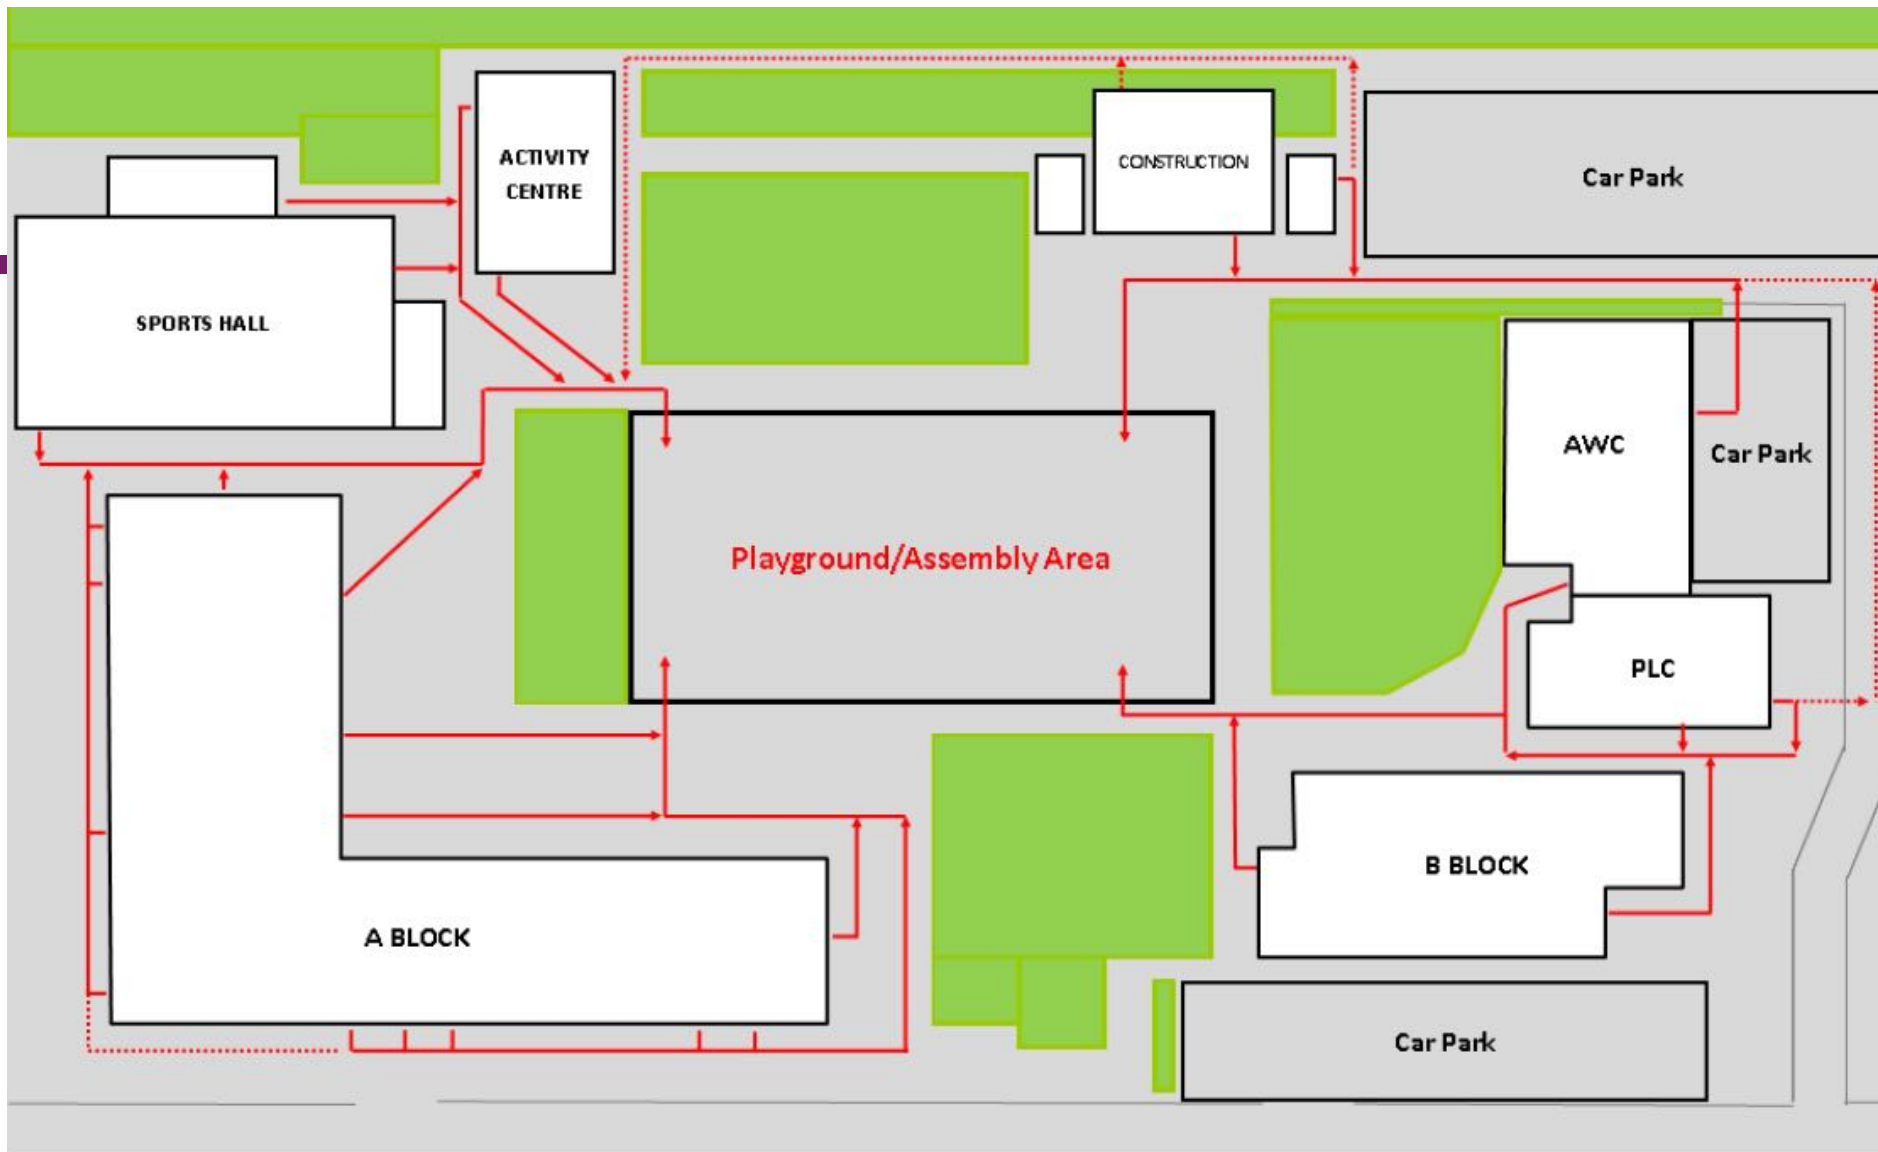 ACTIVITY
CENTRE
CONSTRUCTION
Car Park
SPORTS HALL
AWC
Car Park
Playground/Assembly Area
PLC
B BLOCK
A BLOCK
Car Park